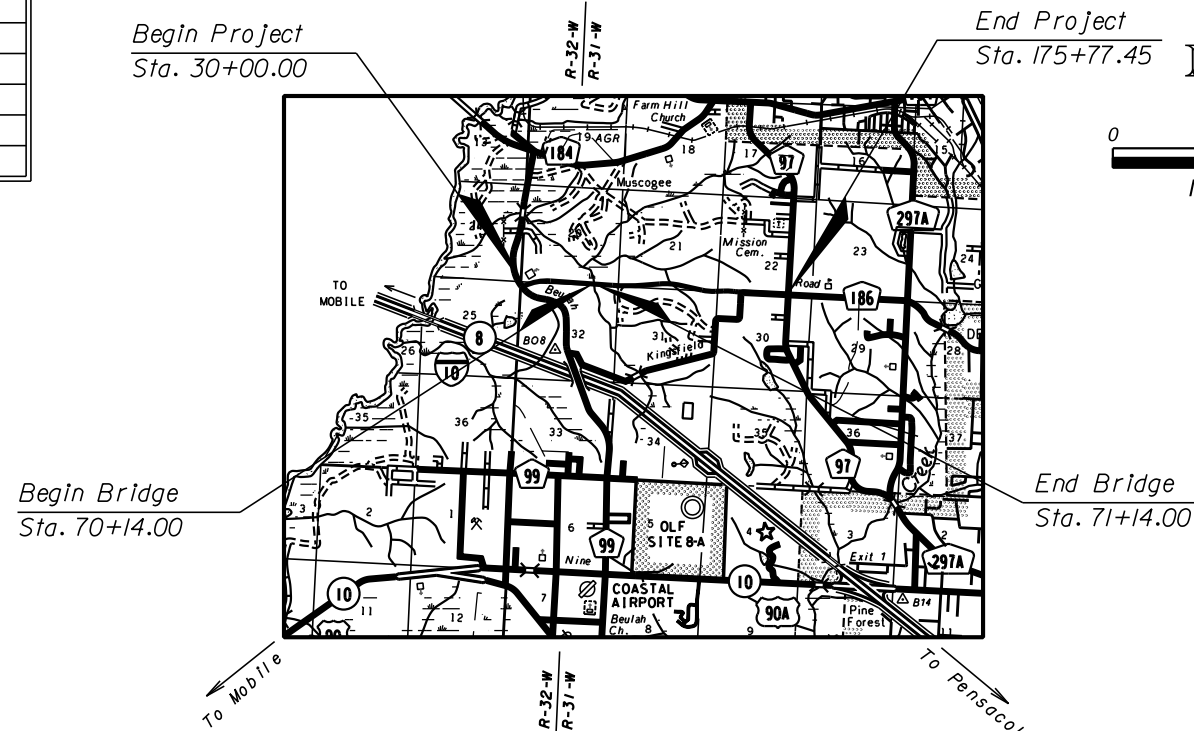 Begin Project
Sta. 30+00.00
R-32-W
R-31-W
End Project
Sta. 175+77.45
0
Farm Hill
Church
19
AGR
18
17
16
15
184
97
13
Muscogee
297A
21
Mission
Cem.
22
23
24
TO
MOBILE
Road
186
Beulah
25
8
BO8
32
31
Kingsfield
30
29
28
26
10
35
36
33
34
35
36
37
97
99
Creek
Begin Bridge
Sta. 70+14.00
End Bridge
Sta. 71+14.00
3
2
1
6
5
OLF
SITE 8-A
4
3
2
99
Nine
Exit 1
297A
10
10
COASTAL
AIRPORT
90A
B14
11
12
7
Beulah
Ch.
8
9
Pine
Forest
To Mobile
R-32-W
R-31-W